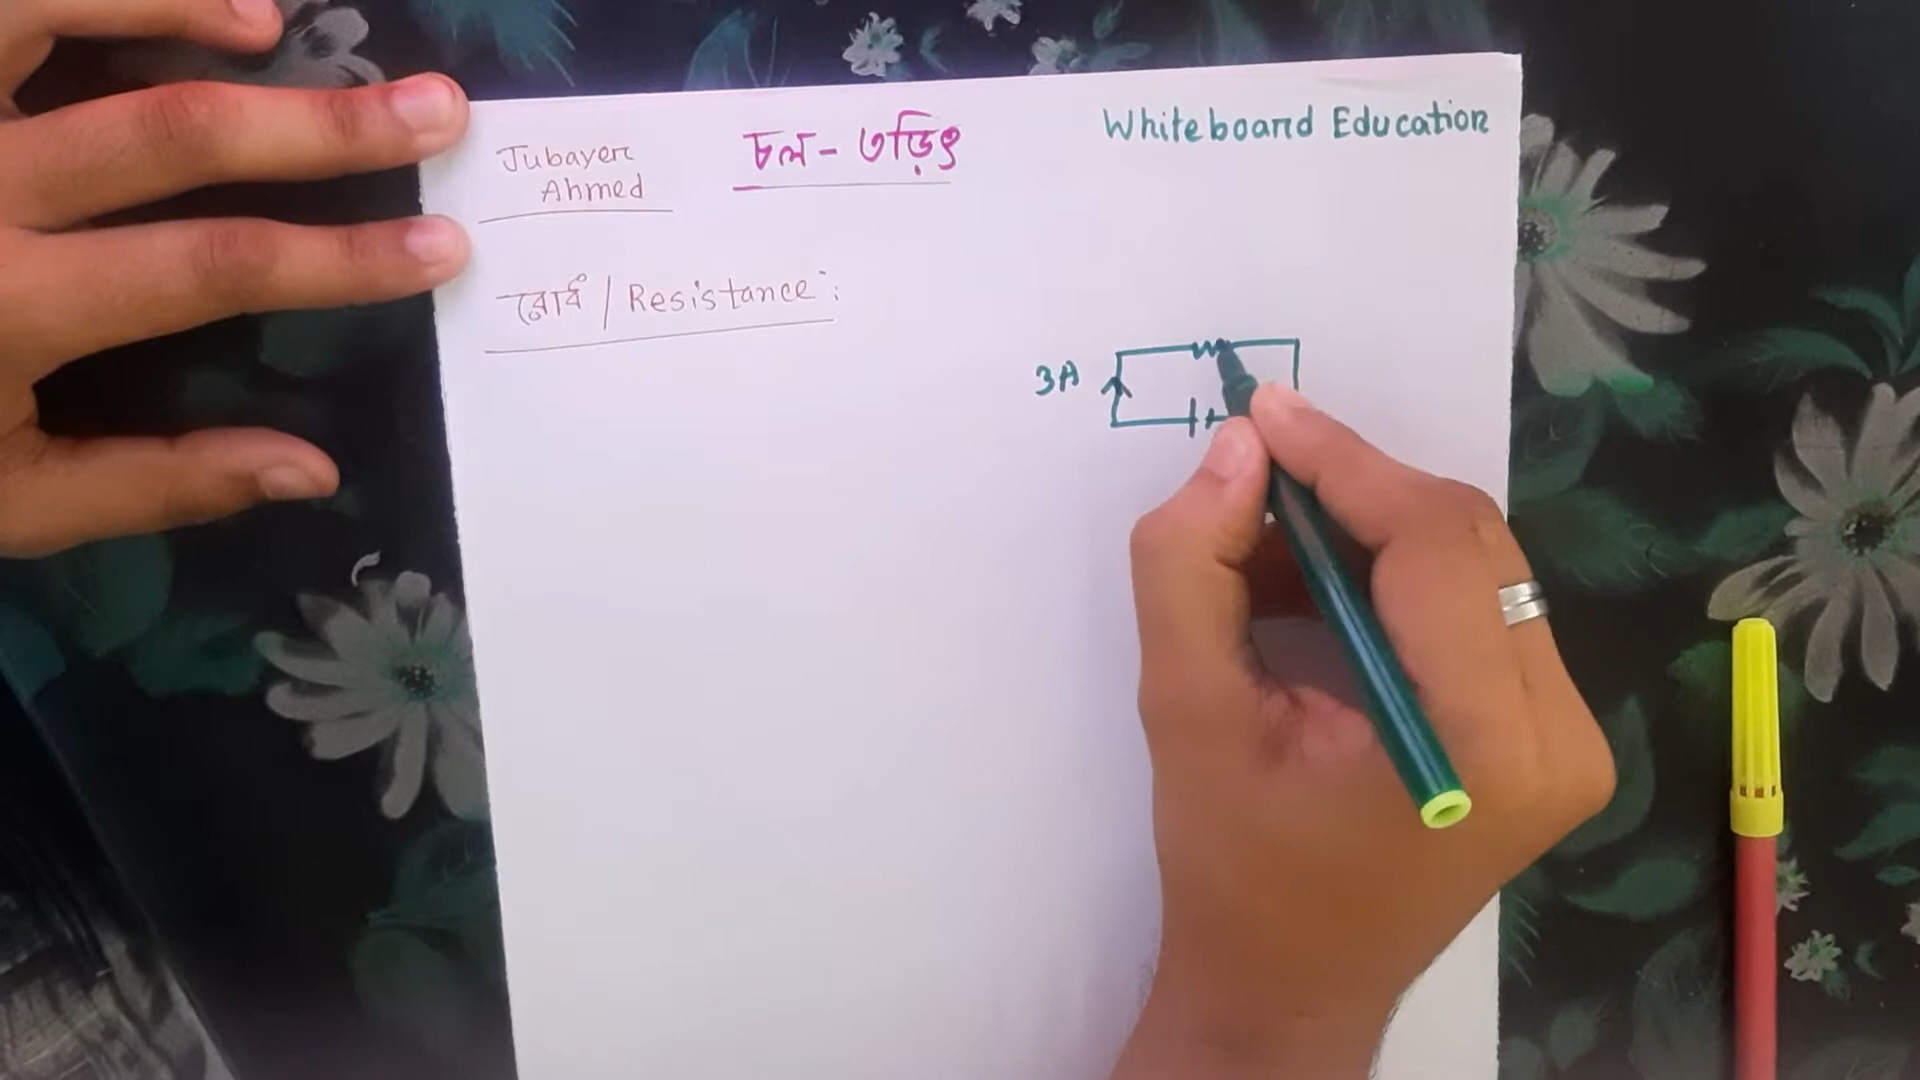 Jubayer
Ahmed
চল-তড়িৎ
Whiteboard Education
রোধ / Resistance :
3A